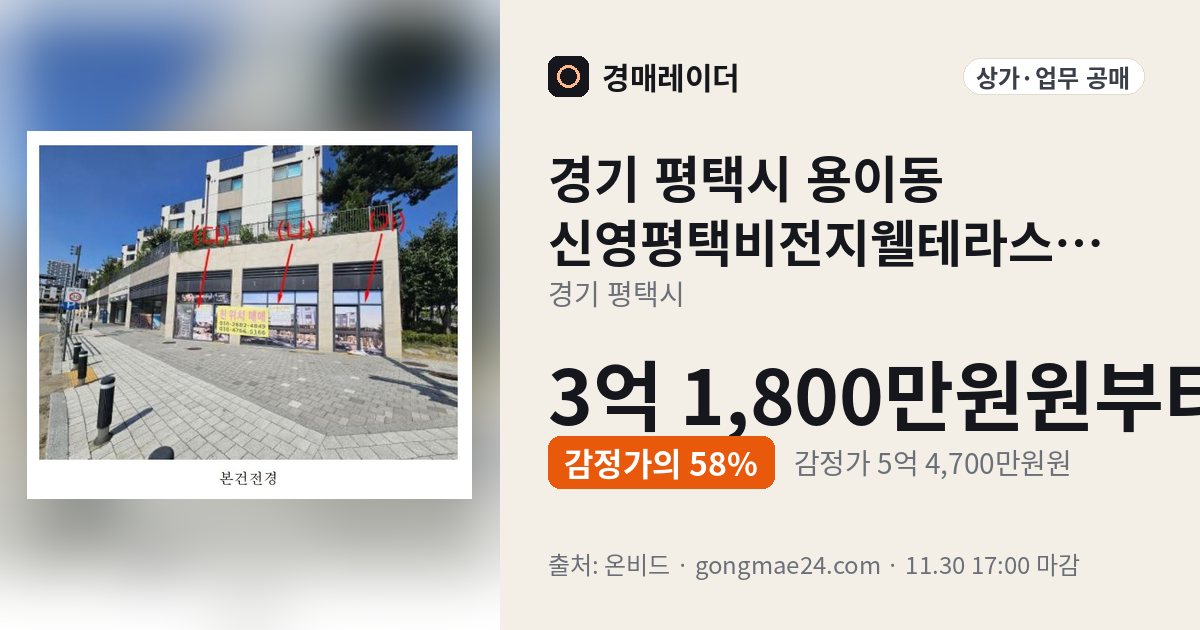 경매레이더
상가·업무 공매
경기 평택시 용이동
신영평택비전지웰테라스…
경기 평택시
3억 1,800만원원부터
감정가의 58%
감정가 5억 4,700만원원
출처: 온비드 · gongmae24.com · 11.30 17:00 마감
(다)
(나)
(가)
현 위치 매매
본건전경